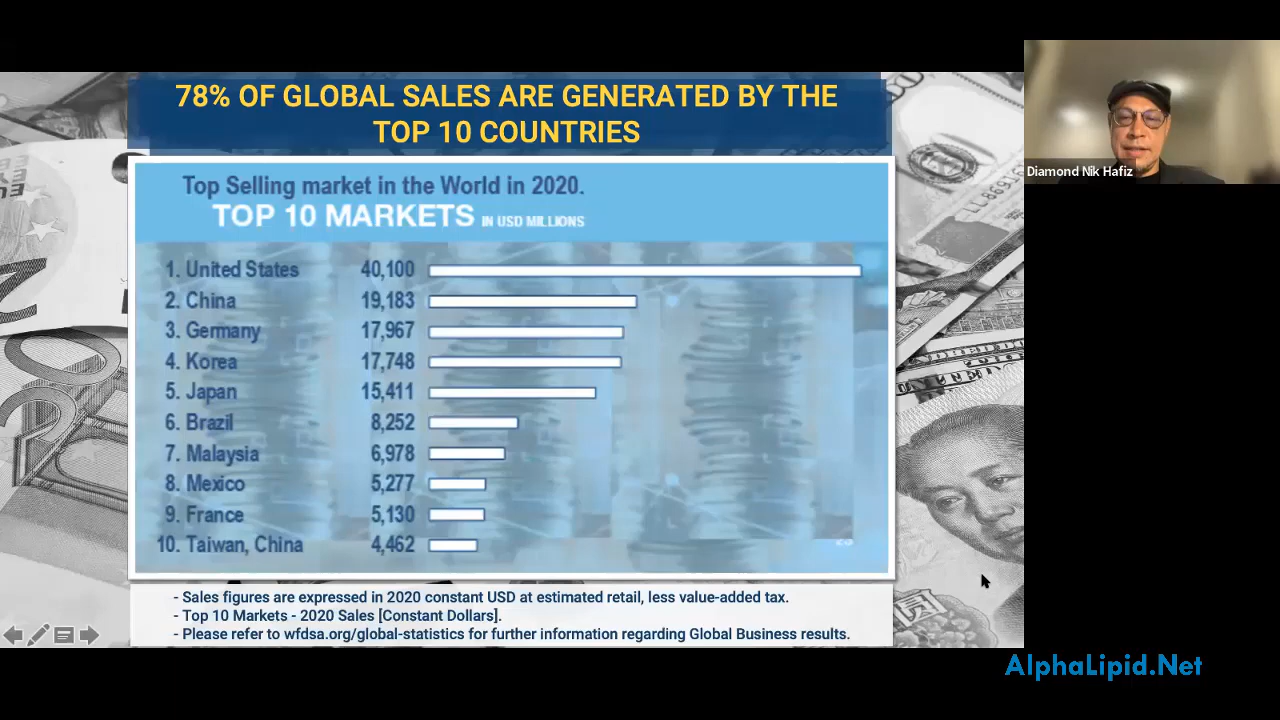 78% OF GLOBAL SALES ARE GENERATED BY THE
TOP 10 COUNTRIES
Top Selling market in the World in 2020.
TOP 10 MARKETS IN USD MILLIONS
1. United States 40,100
2. China 19,183
3. Germany 17,967
4. Korea 17,748
5. Japan 15,411
6. Brazil 8,252
7. Malaysia 6,978
8. Mexico 5,277
9. France 5,130
10. Taiwan, China 4,462
- Sales figures are expressed in 2020 constant USD at estimated retail, less value-added tax.
- Top 10 Markets - 2020 Sales [Constant Dollars].
- Please refer to wfdsa.org/global-statistics for further information regarding Global Business results.
Diamond Nik Hafiz
AlphaLipid.Net